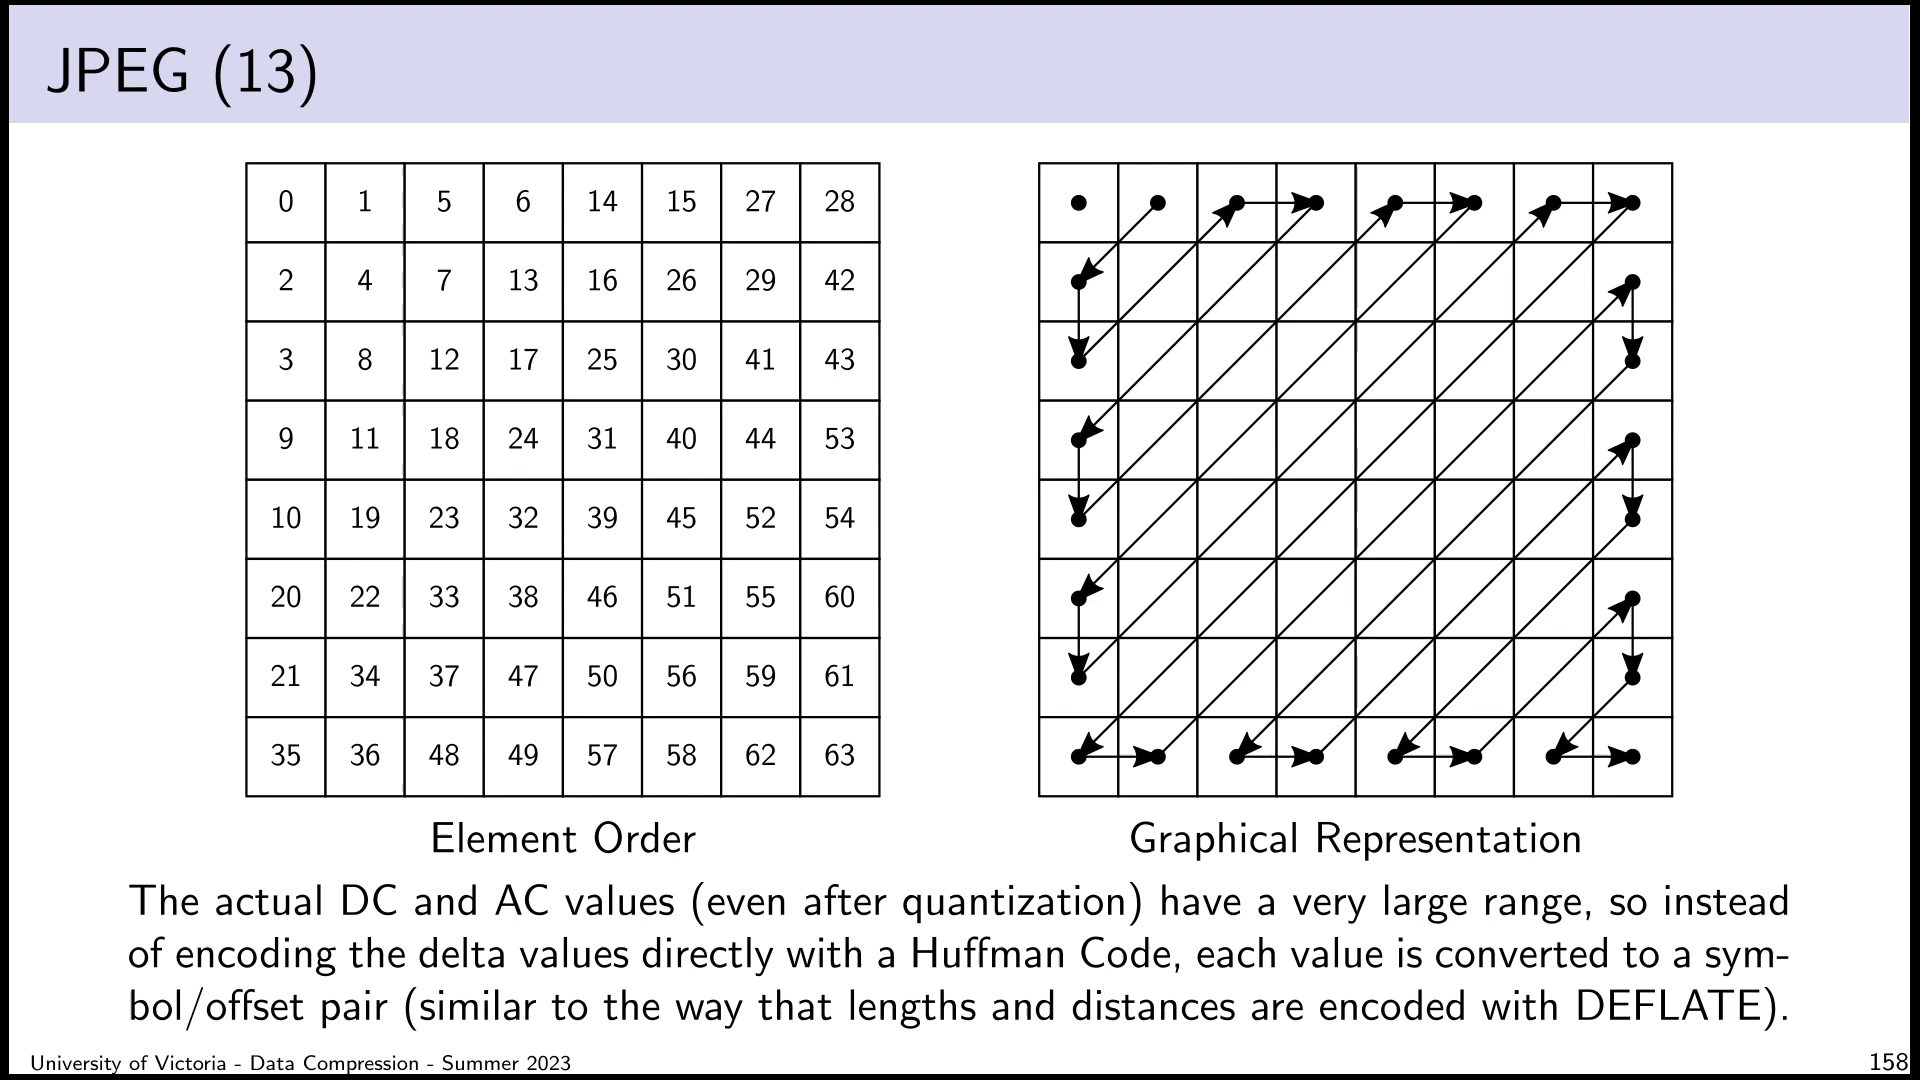 JPEG (13)
0 1 5 6 14 15 27 28
2 4 7 13 16 26 29 42
3 8 12 17 25 30 41 43
9 11 18 24 31 40 44 53
10 19 23 32 39 45 52 54
20 22 33 38 46 51 55 60
21 34 37 47 50 56 59 61
35 36 48 49 57 58 62 63
Element Order
Graphical Representation
The actual DC and AC values (even after quantization) have a very large range, so instead
of encoding the delta values directly with a Huffman Code, each value is converted to a sym-
bol/offset pair (similar to the way that lengths and distances are encoded with DEFLATE).
University of Victoria - Data Compression - Summer 2023
158